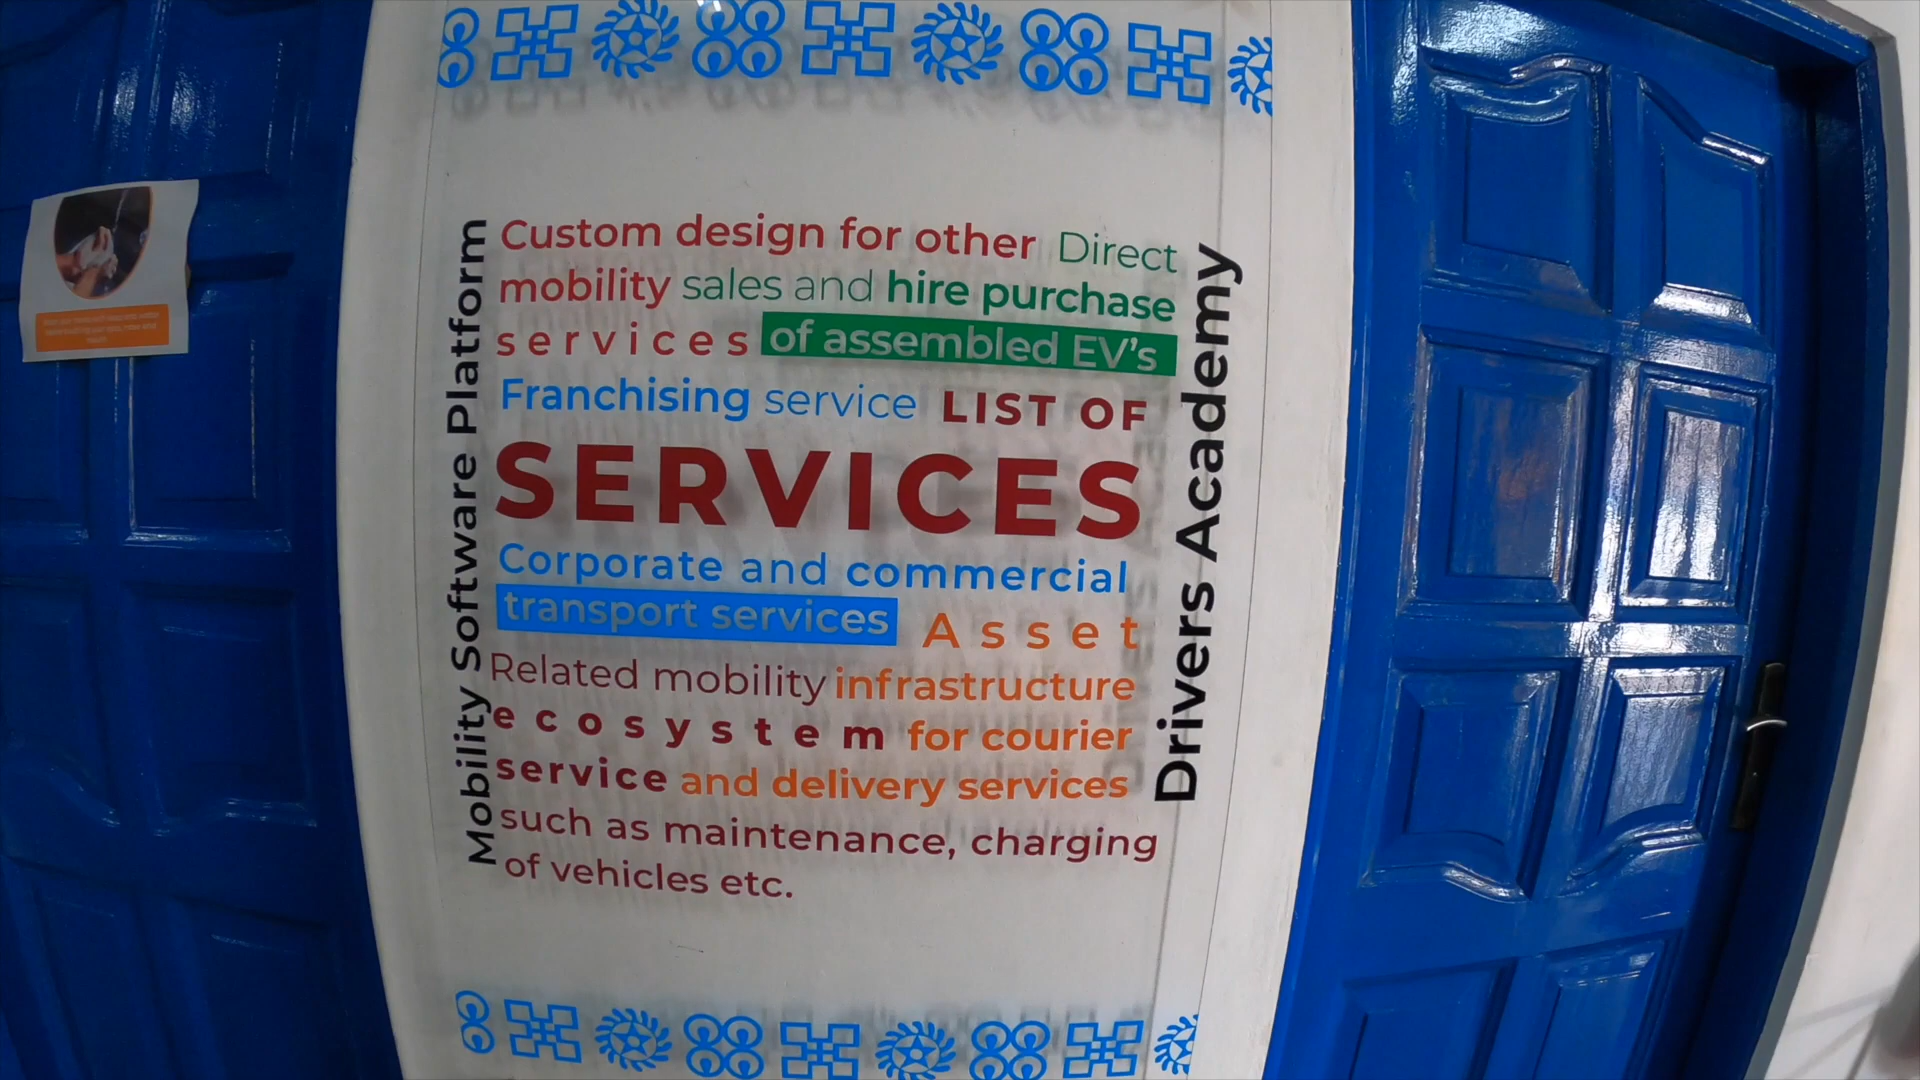 Mobility Software Platform
Custom design for other Direct
mobility sales and hire purchase
services of assembled EV's
Franchising service LIST OF
SERVICES
Corporate and commercial
transport services Asset
Related mobility infrastructure
ecosystem for courier
service and delivery services
such as maintenance, charging
of vehicles etc.
Drivers Academy